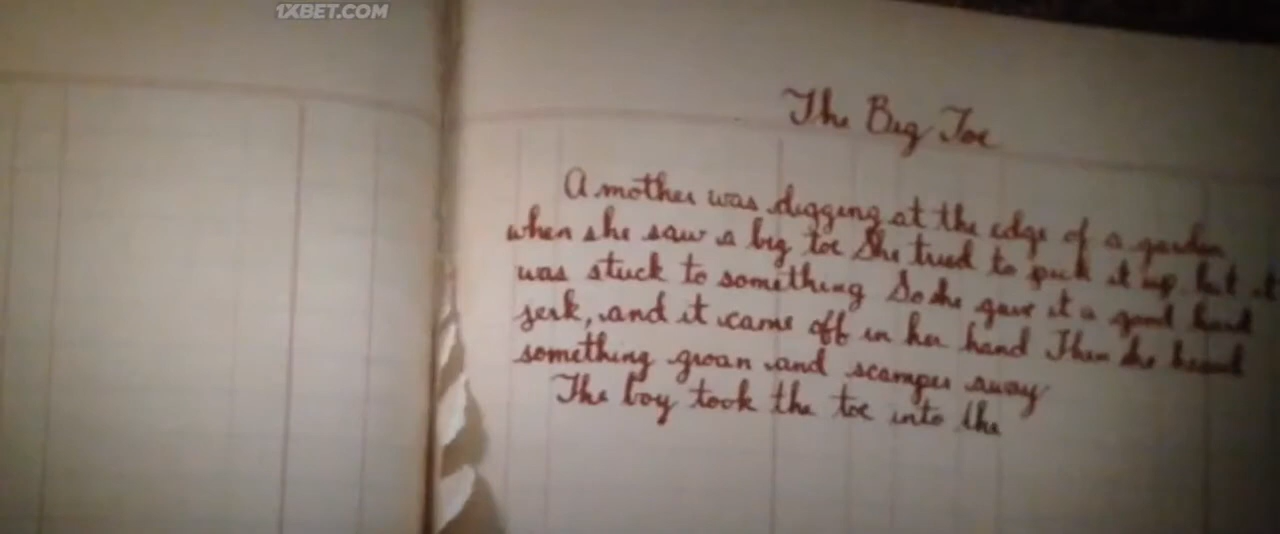 1XBET.COM
The Big Toe
A mother was digging at the edge of a garden
when she saw a big toe She tried to pick it up, but it
was stuck to something So she gave it a good hard
jerk, and it came off in her hand Then she heard
something groan and scamper away
The boy took the toe into the